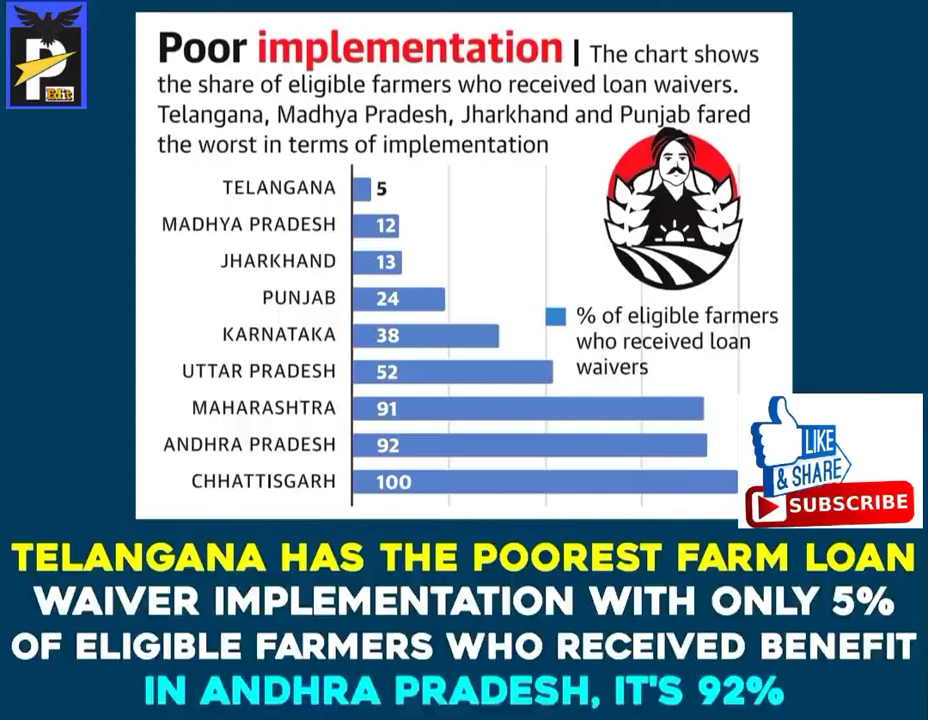 P
Edit
Poor implementation | The chart shows
the share of eligible farmers who received loan waivers.
Telangana, Madhya Pradesh, Jharkhand and Punjab fared
the worst in terms of implementation
TELANGANA 5
MADHYA PRADESH 12
JHARKHAND 13
PUNJAB 24
KARNATAKA 38
UTTAR PRADESH 52
MAHARASHTRA 91
ANDHRA PRADESH 92
CHHATTISGARH 100
% of eligible farmers
who received loan
waivers
LIKE
& SHARE
SUBSCRIBE
TELANGANA HAS THE POOREST FARM LOAN
WAIVER IMPLEMENTATION WITH ONLY 5%
OF ELIGIBLE FARMERS WHO RECEIVED BENEFIT
IN ANDHRA PRADESH, IT'S 92%